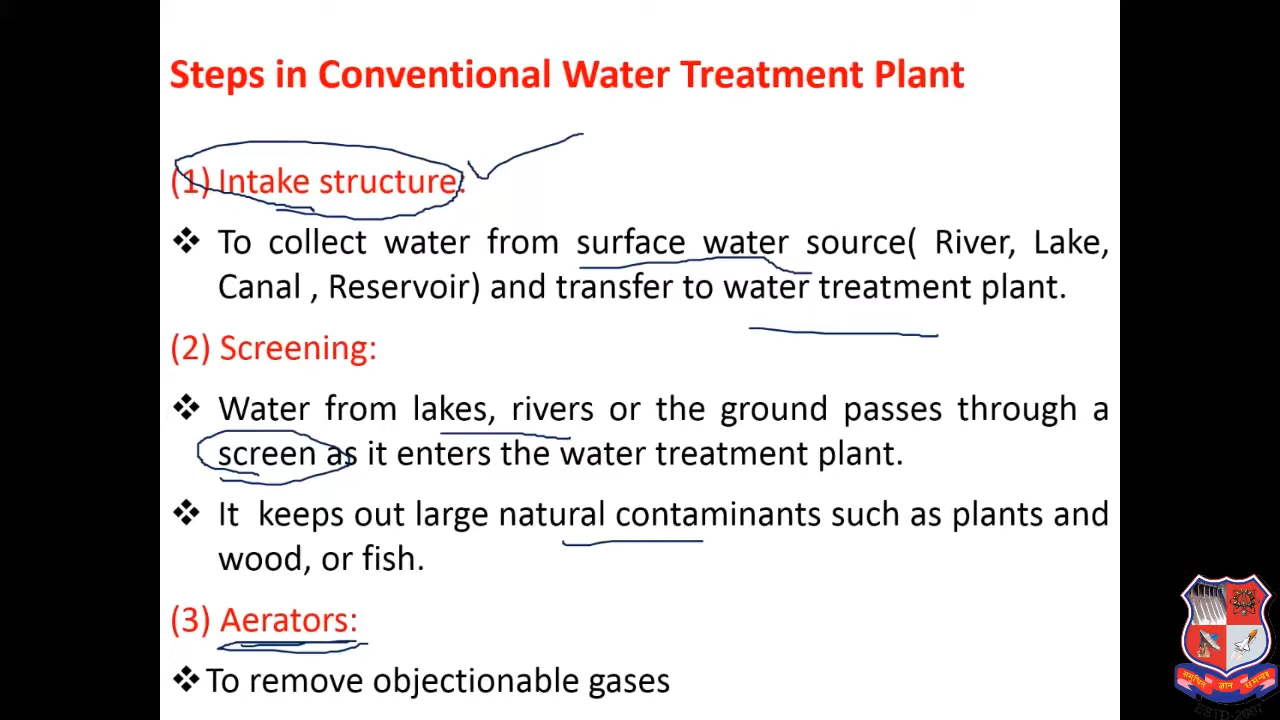 Steps in Conventional Water Treatment Plant
(1) Intake structure:
❖ To collect water from surface water source( River, Lake,
Canal , Reservoir) and transfer to water treatment plant.
(2) Screening:
❖ Water from lakes, rivers or the ground passes through a
screen as it enters the water treatment plant.
❖ It keeps out large natural contaminants such as plants and
wood, or fish.
(3) Aerators:
❖ To remove objectionable gases
ज्ञान
ESTD-2007